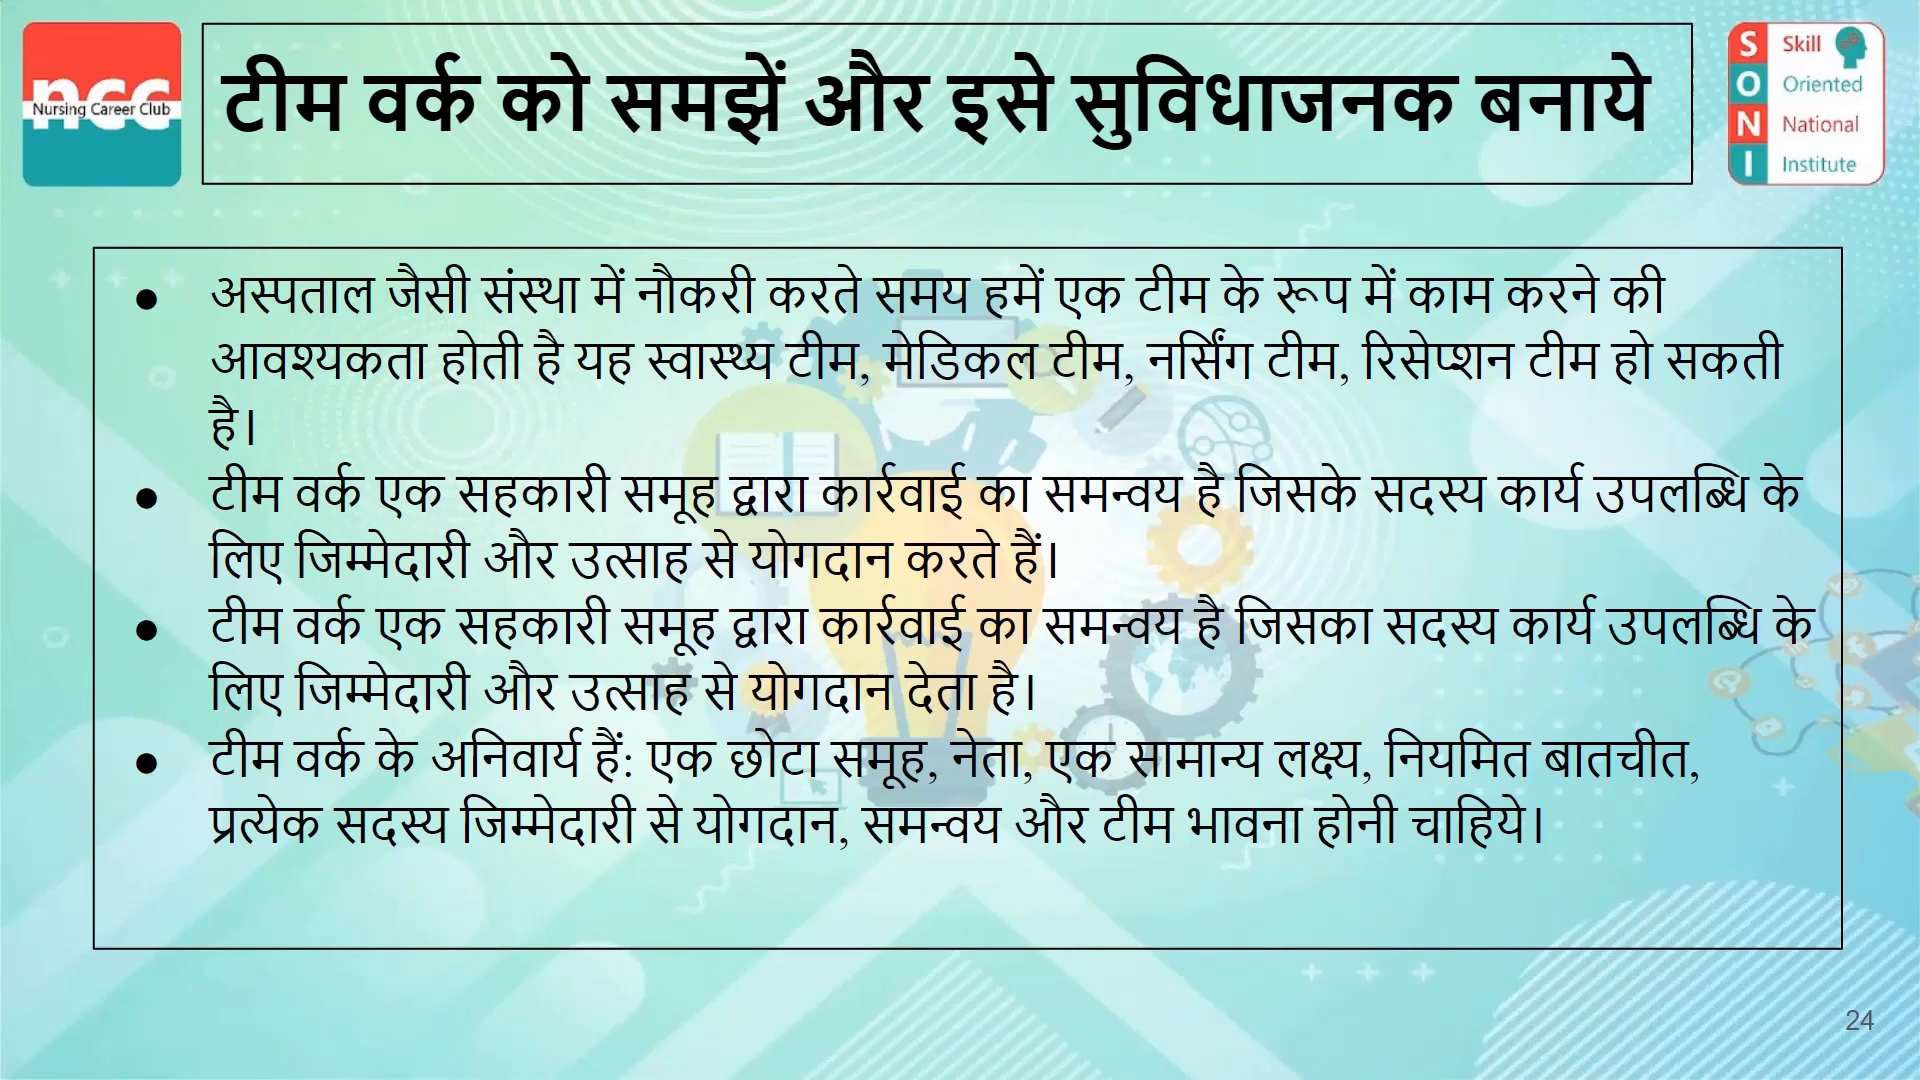 ncc
Nursing Career Club
टीम वर्क को समझें और इसे सुविधाजनक बनाये
S Skill
O Oriented
N National
I Institute
● अस्पताल जैसी संस्था में नौकरी करते समय हमें एक टीम के रूप में काम करने की
आवश्यकता होती है यह स्वास्थ्य टीम, मेडिकल टीम, नर्सिंग टीम, रिसेप्शन टीम हो सकती
है।
● टीम वर्क एक सहकारी समूह द्वारा कार्रवाई का समन्वय है जिसके सदस्य कार्य उपलब्धि के
लिए जिम्मेदारी और उत्साह से योगदान करते हैं।
● टीम वर्क एक सहकारी समूह द्वारा कार्रवाई का समन्वय है जिसका सदस्य कार्य उपलब्धि के
लिए जिम्मेदारी और उत्साह से योगदान देता है।
● टीम वर्क के अनिवार्य हैं: एक छोटा समूह, नेता, एक सामान्य लक्ष्य, नियमित बातचीत,
प्रत्येक सदस्य जिम्मेदारी से योगदान, समन्वय और टीम भावना होनी चाहिये।
24